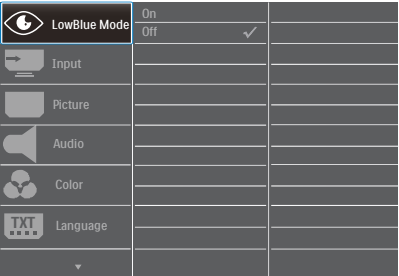 LowBlue Mode
On
Off
Input
Picture
Audio
Color
TXT
Language